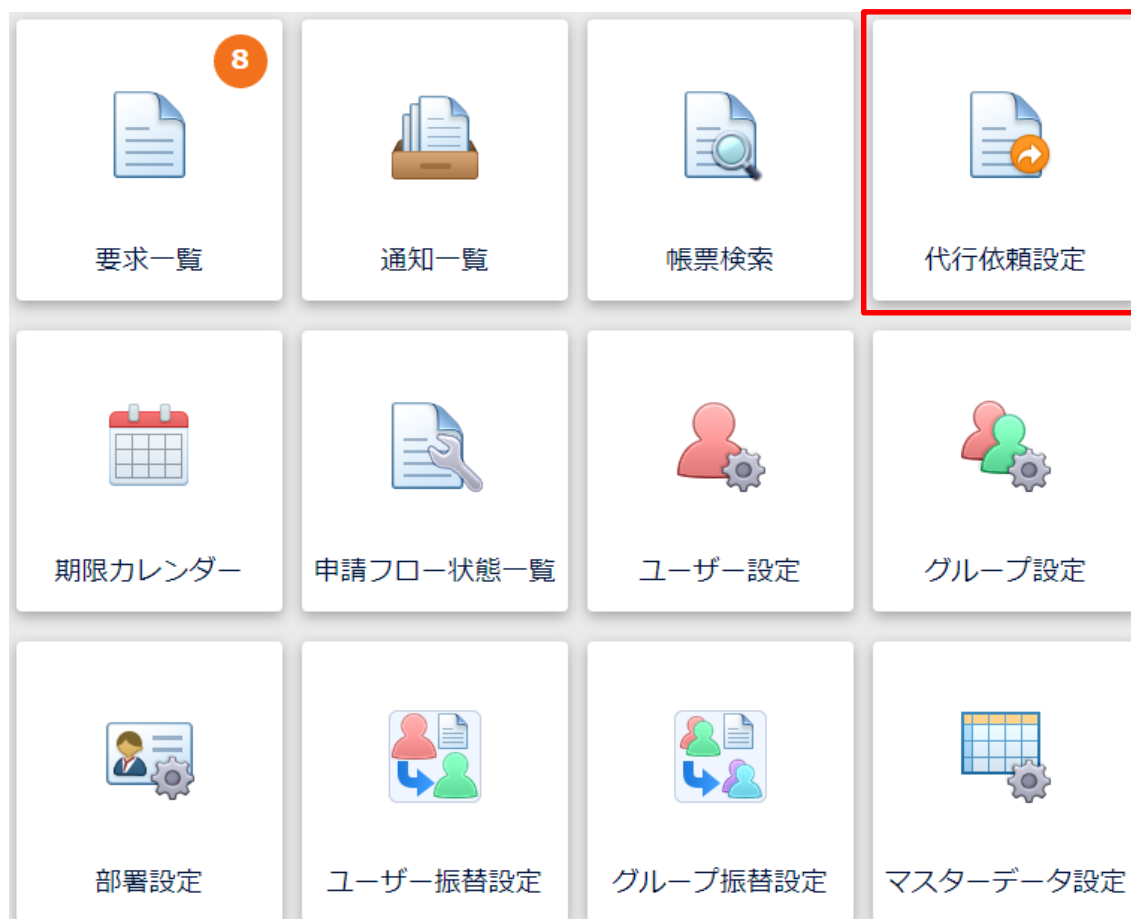 8
要求一覧
通知一覧
帳票検索
代行依頼設定
期限カレンダー
申請フロー状態一覧
ユーザー設定
グループ設定
部署設定
ユーザー振替設定
グループ振替設定
マスターデータ設定